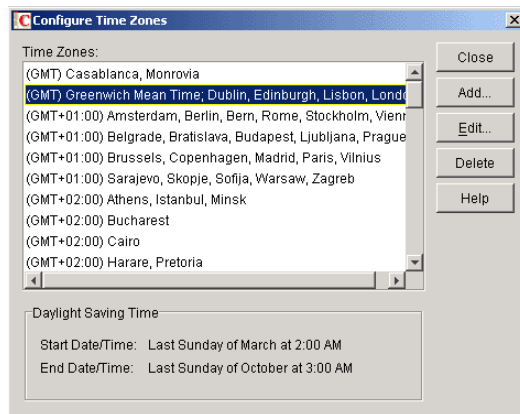 Configure Time Zones
Time Zones:
(GMT) Casablanca, Monrovia
(GMT) Greenwich Mean Time; Dublin, Edinburgh, Lisbon, Londo
(GMT+01:00) Amsterdam, Berlin, Bern, Rome, Stockholm, Vienn
(GMT+01:00) Belgrade, Bratislava, Budapest, Ljubljana, Prague
(GMT+01:00) Brussels, Copenhagen, Madrid, Paris, Vilnius
(GMT+01:00) Sarajevo, Skopje, Sofija, Warsaw, Zagreb
(GMT+02:00) Athens, Istanbul, Minsk
(GMT+02:00) Bucharest
(GMT+02:00) Cairo
(GMT+02:00) Harare, Pretoria
Close
Add...
Edit...
Delete
Help
Daylight Saving Time
Start Date/Time: Last Sunday of March at 2:00 AM
End Date/Time: Last Sunday of October at 3:00 AM